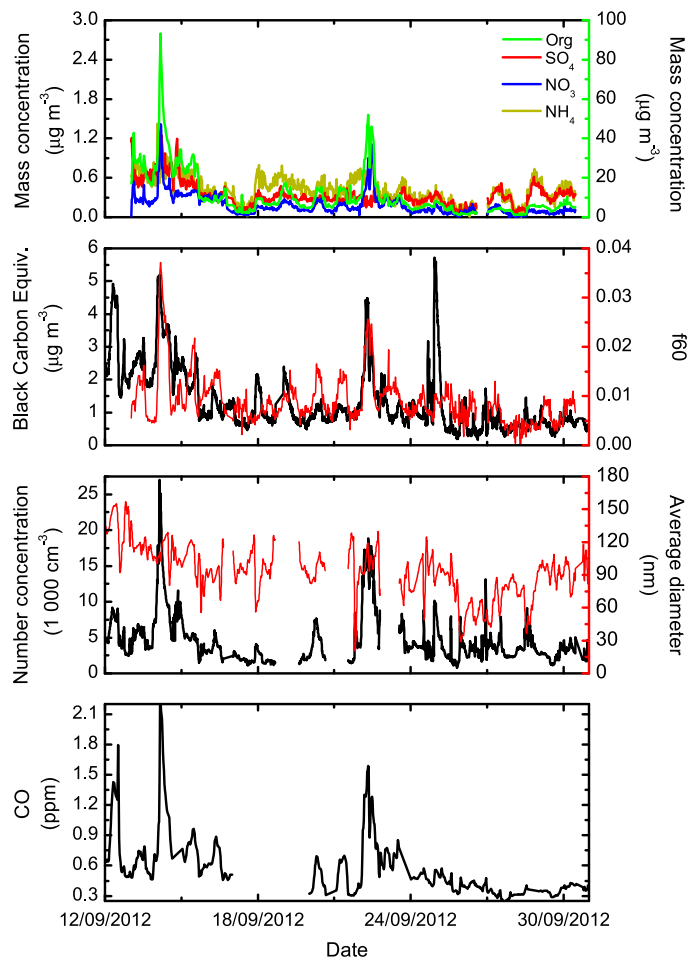 3.0
2.4
1.8
1.2
0.6
0.0
Mass concentration
(µg m⁻³)
100
80
60
40
20
0
Mass concentration
(µg m⁻³)
Org
SO₄
NO₃
NH₄
6
5
4
3
2
1
0
Black Carbon Equiv.
(µg m⁻³)
0.04
0.03
0.02
0.01
0.00
f60
25
20
15
10
5
0
Number concentration
(1 000 cm⁻³)
180
150
120
90
60
30
0
Average diameter
(nm)
2.1
1.8
1.5
1.2
0.9
0.6
0.3
CO
(ppm)
12/09/2012 18/09/2012 24/09/2012 30/09/2012
Date